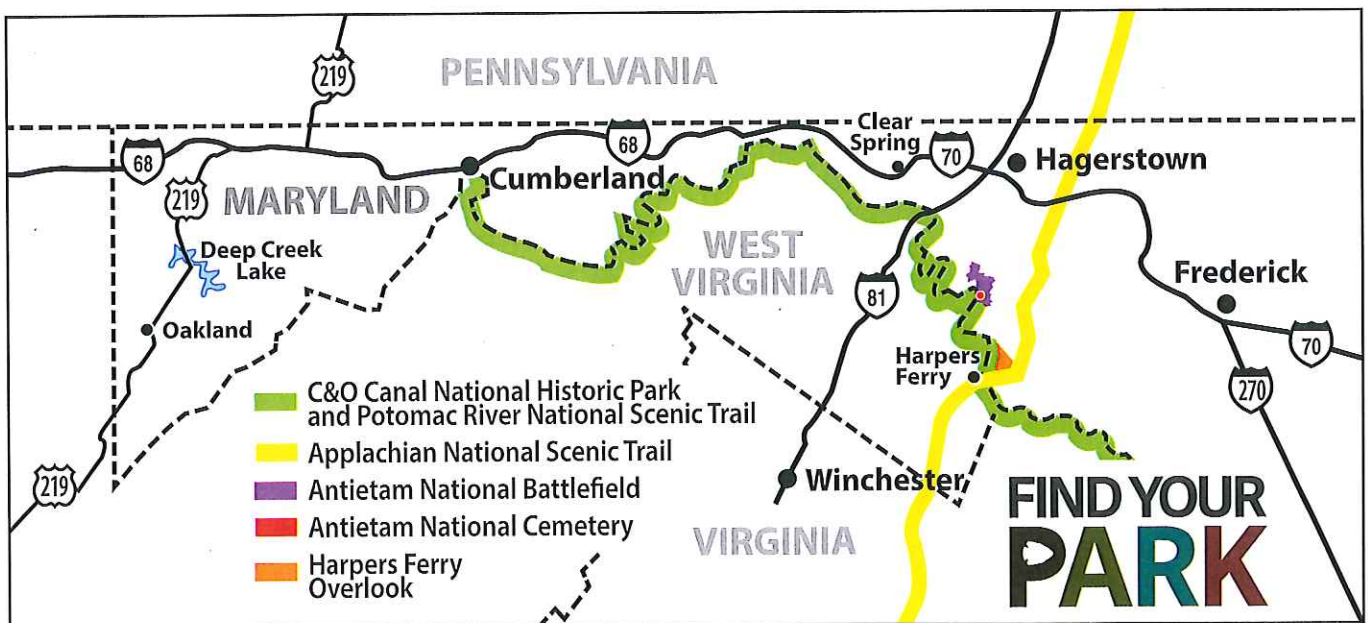 219
PENNSYLVANIA
68
68
Clear
Spring
70
Hagerstown
Cumberland
219
MARYLAND
Deep Creek
Lake
WEST
VIRGINIA
81
Frederick
Oakland
70
Harpers
Ferry
270
C&O Canal National Historic Park
and Potomac River National Scenic Trail
Applachian National Scenic Trail
219
Antietam National Battlefield
Winchester
Antietam National Cemetery
VIRGINIA
Harpers Ferry
Overlook
FIND YOUR
PARK